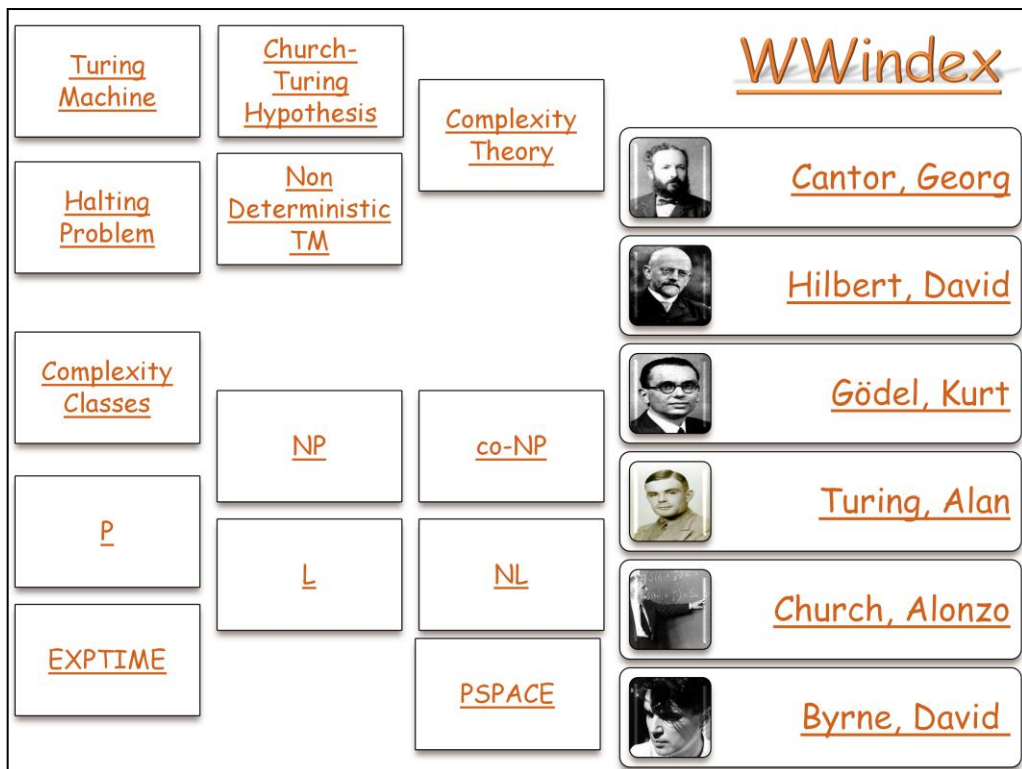 WWindex
Turing
Machine
Church-
Turing
Hypothesis
Complexity
Theory
Halting
Problem
Non
Deterministic
TM
Complexity
Classes
NP
co-NP
P
L
NL
EXPTIME
PSPACE
Cantor, Georg
Hilbert, David
Gödel, Kurt
Turing, Alan
Church, Alonzo
Byrne, David